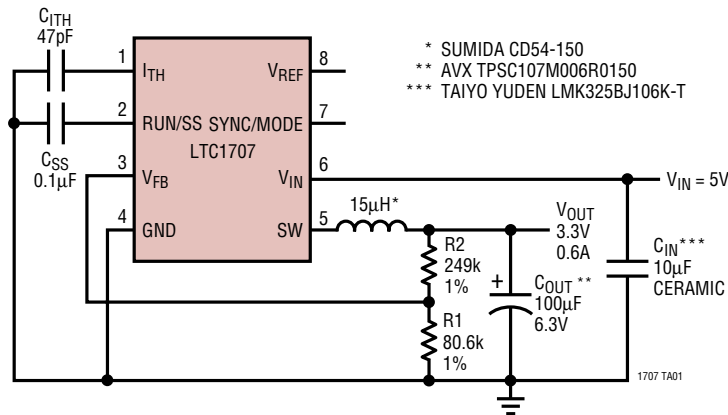 C_ITH
47pF
C_SS
0.1µF
1
I_TH
2
RUN/SS
3
V_FB
4
GND
LTC1707
V_REF
8
SYNC/MODE
7
V_IN
6
SW
5
* SUMIDA CD54-150
** AVX TPSC107M006R0150
*** TAIYO YUDEN LMK325BJ106K-T
V_IN = 5V
15µH*
V_OUT
3.3V
0.6A
R2
249k
1%
R1
80.6k
1%
+
C_OUT **
100µF
6.3V
C_IN***
10µF
CERAMIC
1707 TA01